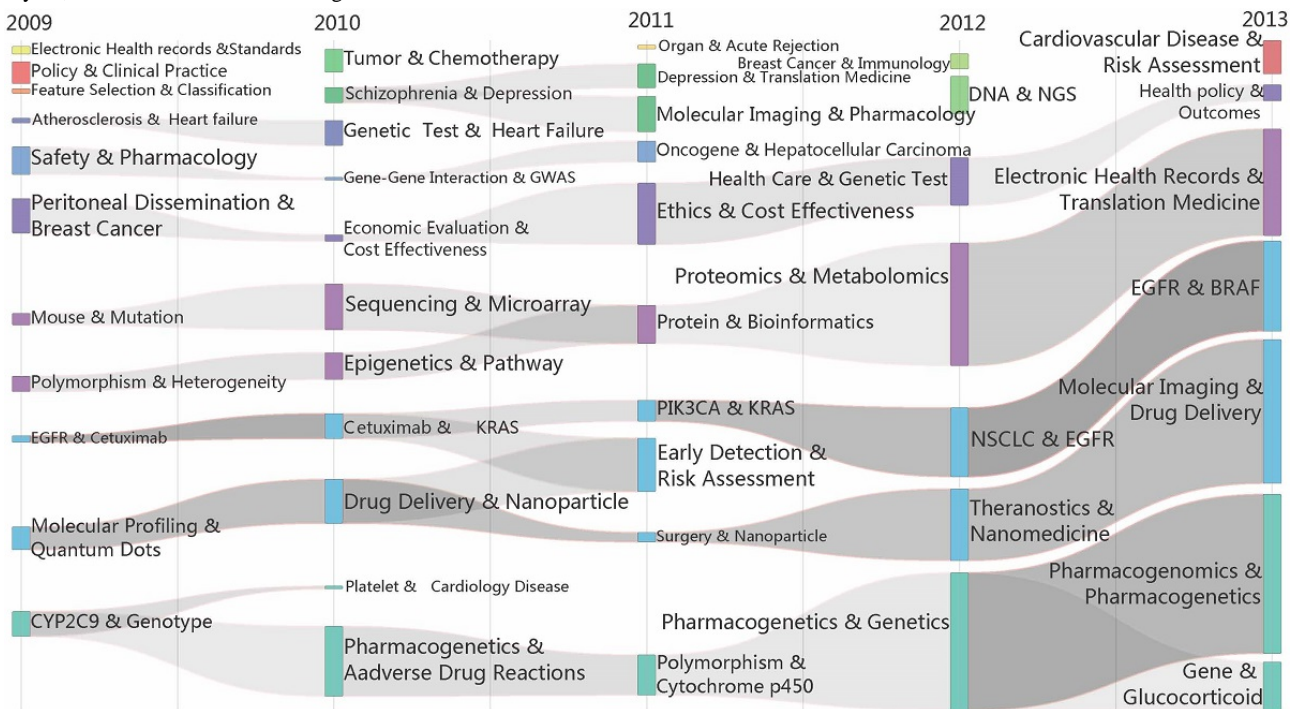 2009
2010
2011
2012
2013
Electronic Health records &Standards
Policy & Clinical Practice
Feature Selection & Classification
Atherosclerosis & Heart failure
Safety & Pharmacology
Peritoneal Dissemination &
Breast Cancer
Mouse & Mutation
Polymorphism & Heterogeneity
EGFR & Cetuximab
Molecular Profiling &
Quantum Dots
CYP2C9 & Genotype
Tumor & Chemotherapy
Schizophrenia & Depression
Genetic Test & Heart Failure
Gene-Gene Interaction & GWAS
Economic Evaluation &
Cost Effectiveness
Sequencing & Microarray
Epigenetics & Pathway
Cetuximab & KRAS
Drug Delivery & Nanoparticle
Platelet & Cardiology Disease
Pharmacogenetics &
Aadverse Drug Reactions
Organ & Acute Rejection
Depression & Translation Medicine
Molecular Imaging & Pharmacology
Oncogene & Hepatocellular Carcinoma
Ethics & Cost Effectiveness
Protein & Bioinformatics
PIK3CA & KRAS
Early Detection &
Risk Assessment
Surgery & Nanoparticle
Polymorphism &
Cytochrome p450
Breast Cancer & Immunology
DNA & NGS
Health Care & Genetic Test
Proteomics & Metabolomics
NSCLC & EGFR
Theranostics &
Nanomedicine
Pharmacogenetics & Genetics
Cardiovascular Disease &
Risk Assessment
Health policy &
Outcomes
Electronic Health Records &
Translation Medicine
EGFR & BRAF
Molecular Imaging &
Drug Delivery
Pharmacogenomics &
Pharmacogenetics
Gene &
Glucocorticoid